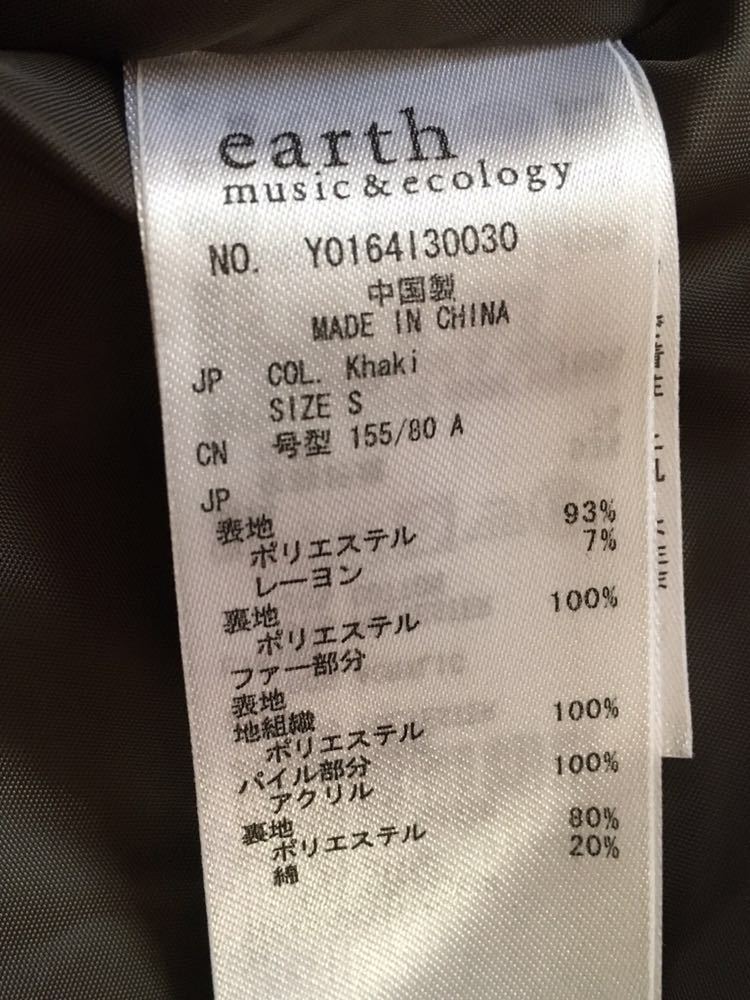 earth
music & ecology
NO. Y0164I30030
中国製
MADE IN CHINA
JP COL. Khaki
SIZE S
CN 号型 155/80 A
JP
表地
ポリエステル 93%
レーヨン 7%
裏地
ポリエステル 100%
ファー部分
表地
地組織
ポリエステル 100%
パイル部分
アクリル 100%
裏地
ポリエステル 80%
綿 20%